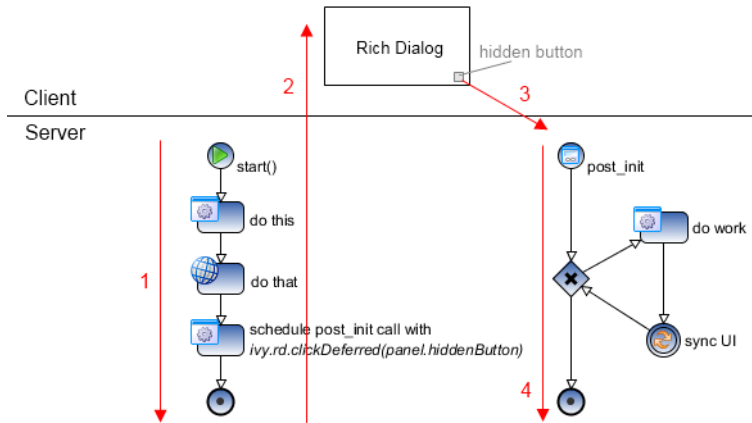 Rich Dialog
hidden button
2
3
Client
Server
start()
post_init
do this
do work
1
do that
schedule post_init call with
ivy.rd.clickDeferred(panel.hiddenButton)
sync UI
4